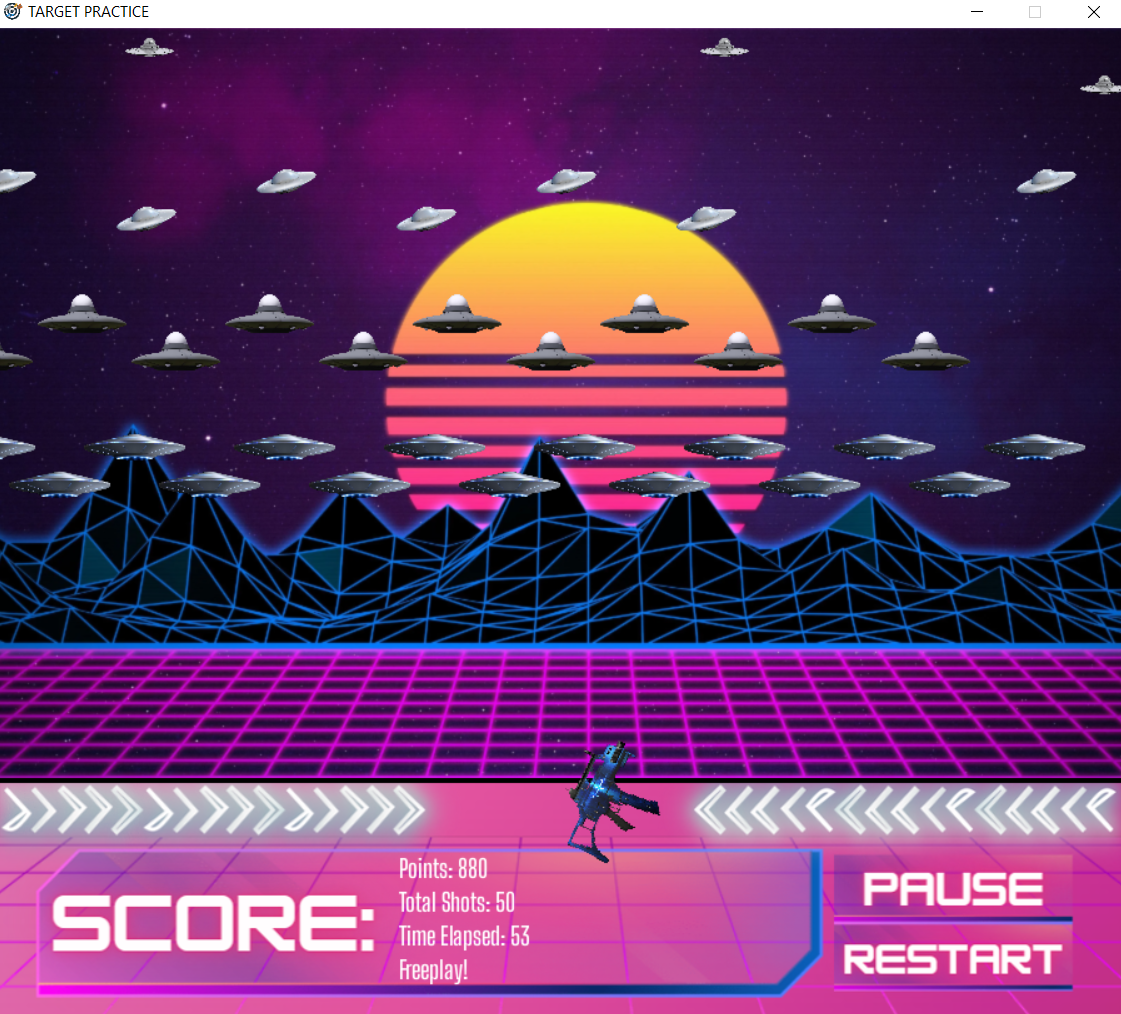 TARGET PRACTICE
SCORE:
Points: 880
Total Shots: 50
Time Elapsed: 53
Freeplay!
PAUSE
RESTART